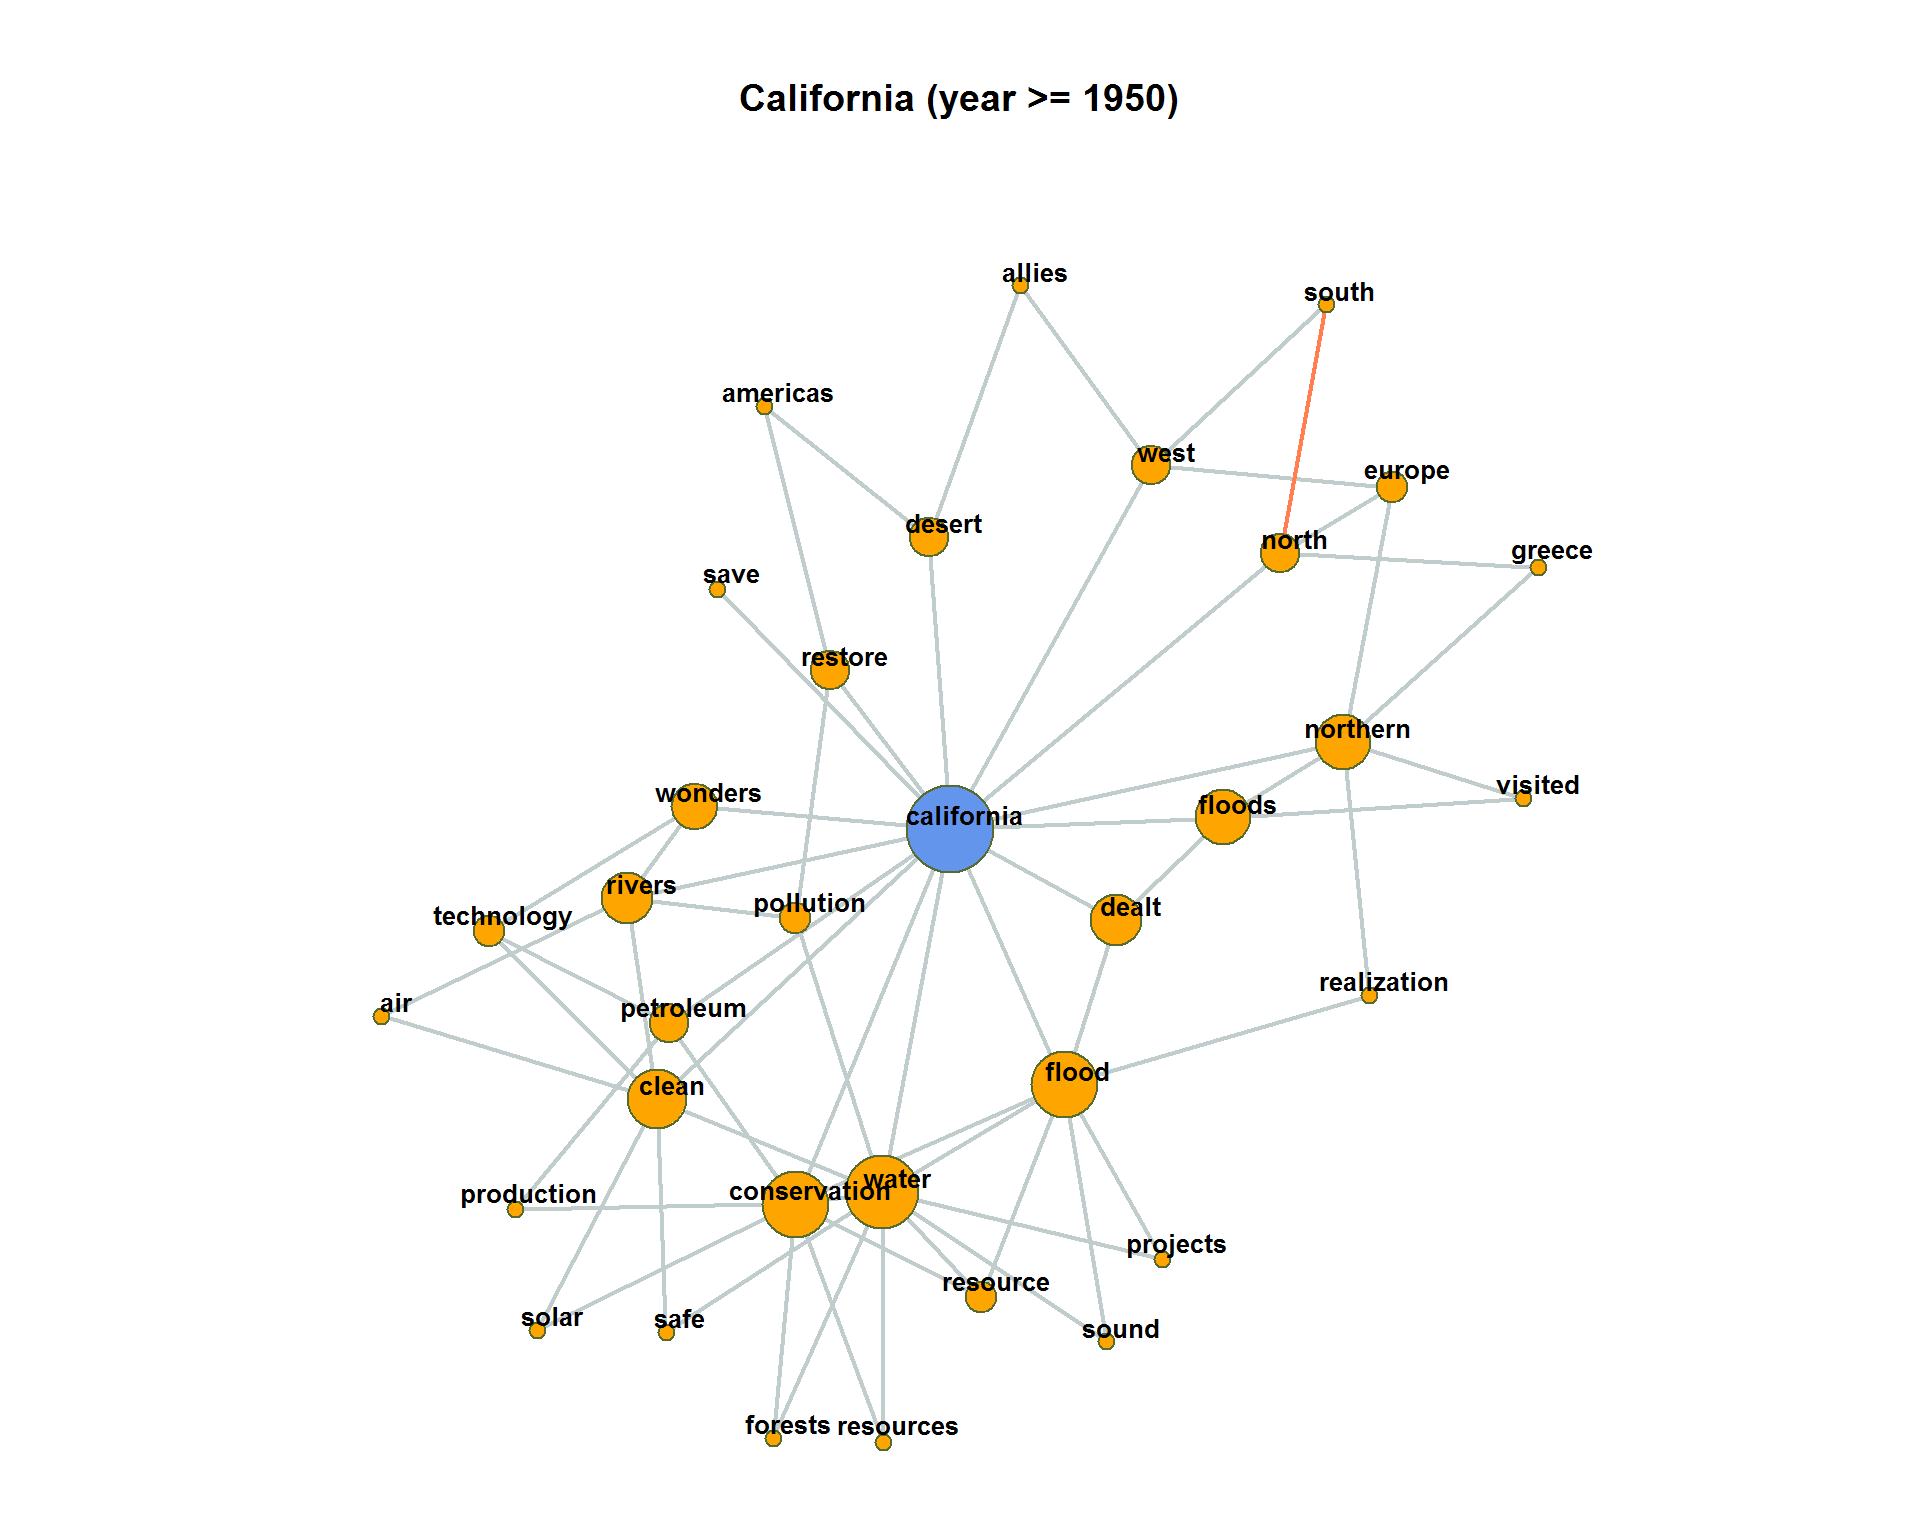 California (year >= 1950)
allies
south
americas
west
europe
desert
north
greece
save
restore
northern
visited
wonders
floods
california
rivers
pollution
dealt
technology
realization
air
petroleum
flood
clean
water
conservation
production
projects
resource
solar
safe
sound
forests
resources